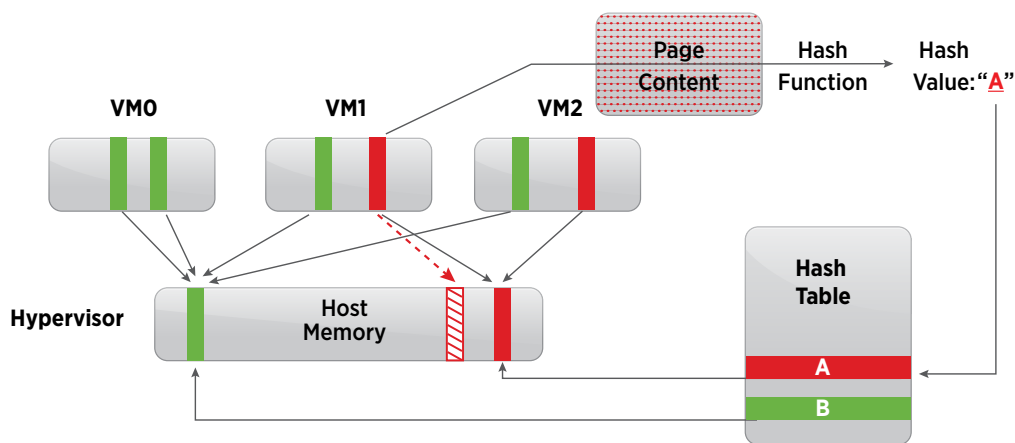 Page
Content
Hash
Function
Hash
Value:“A”
VM0
VM1
VM2
Hypervisor
Host
Memory
Hash
Table
A
B